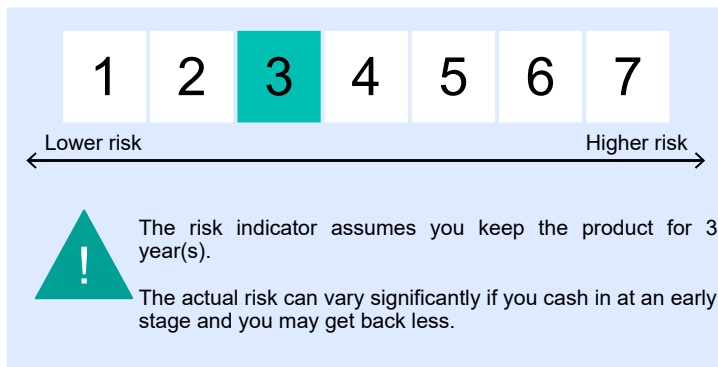 1 2 3 4 5 6 7
Lower risk Higher risk
!
The risk indicator assumes you keep the product for 3
year(s).
The actual risk can vary significantly if you cash in at an early
stage and you may get back less.